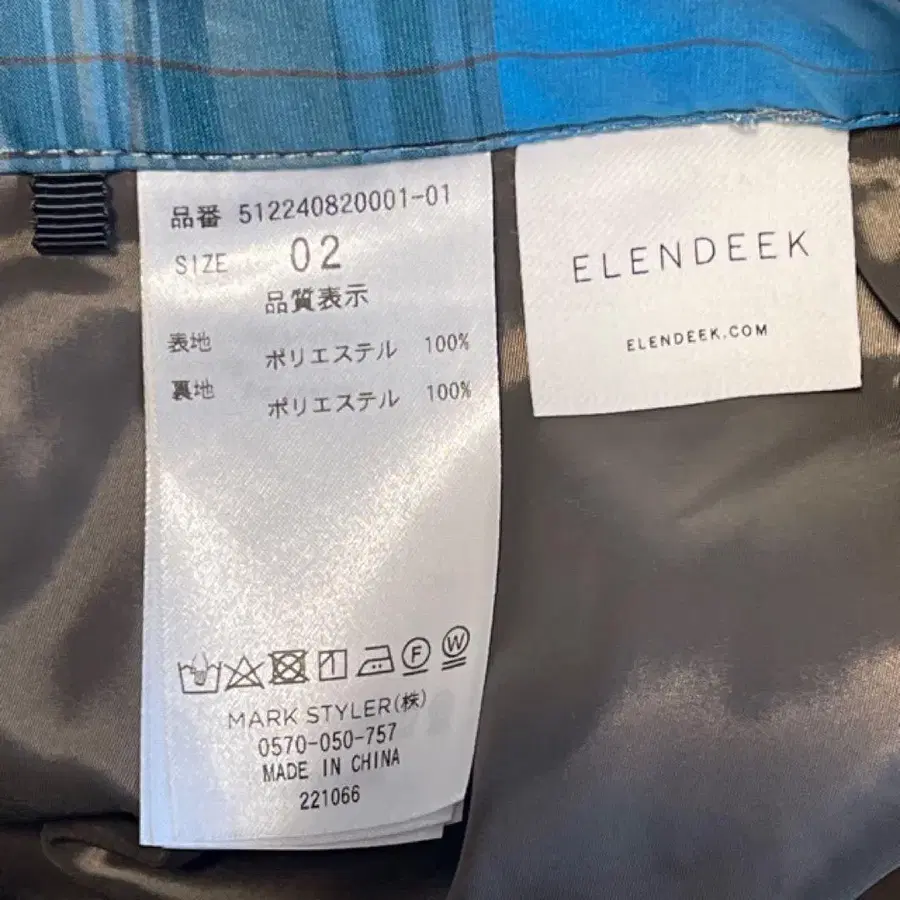 品番 512240820001-01
SIZE 02
品質表示
表地 ポリエステル 100%
裏地 ポリエステル 100%
F W
MARK STYLER(株)
0570-050-757
MADE IN CHINA
221066
ELENDEEK
ELENDEEK.COM